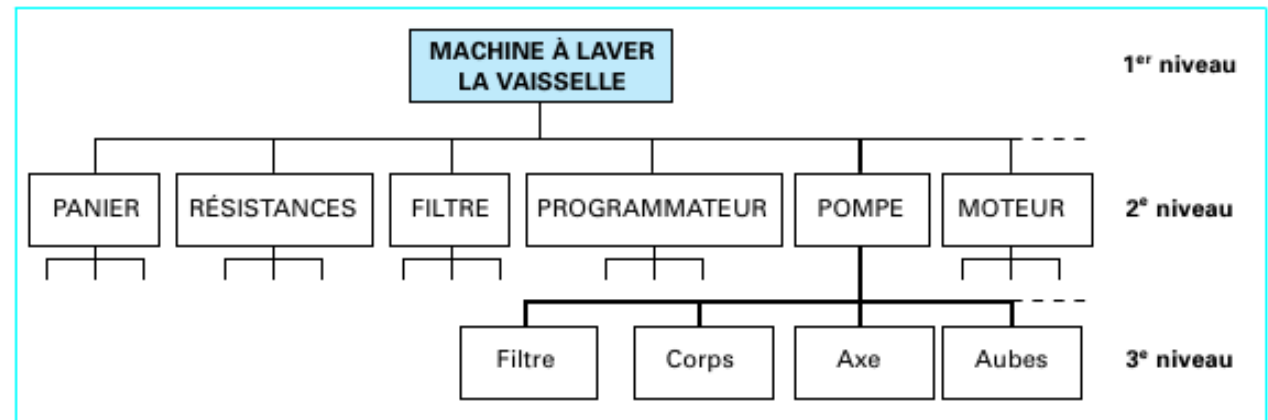 MACHINE À LAVER
LA VAISSELLE
1er niveau
PANIER
RÉSISTANCES
FILTRE
PROGRAMMATEUR
POMPE
MOTEUR
2e niveau
Filtre
Corps
Axe
Aubes
3e niveau